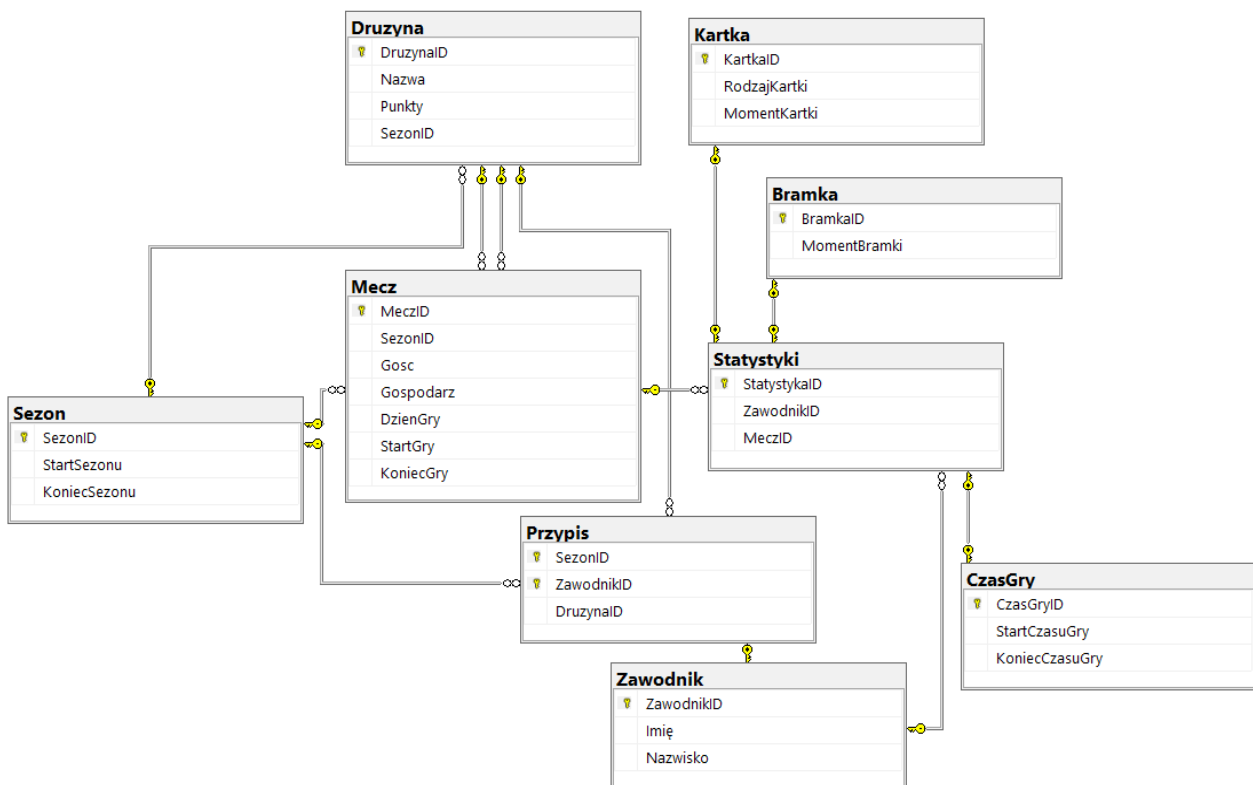 Druzyna
DruzynaID
Nazwa
Punkty
SezonID
Kartka
KartkaID
RodzajKartki
MomentKartki
Bramka
BramkaID
MomentBramki
Mecz
MeczID
SezonID
Gosc
Gospodarz
DzienGry
StartGry
KoniecGry
Statystyki
StatystykaID
ZawodnikID
MeczID
Sezon
SezonID
StartSezonu
KoniecSezonu
Przypis
SezonID
ZawodnikID
DruzynaID
CzasGry
CzasGryID
StartCzasuGry
KoniecCzasuGry
Zawodnik
ZawodnikID
Imię
Nazwisko